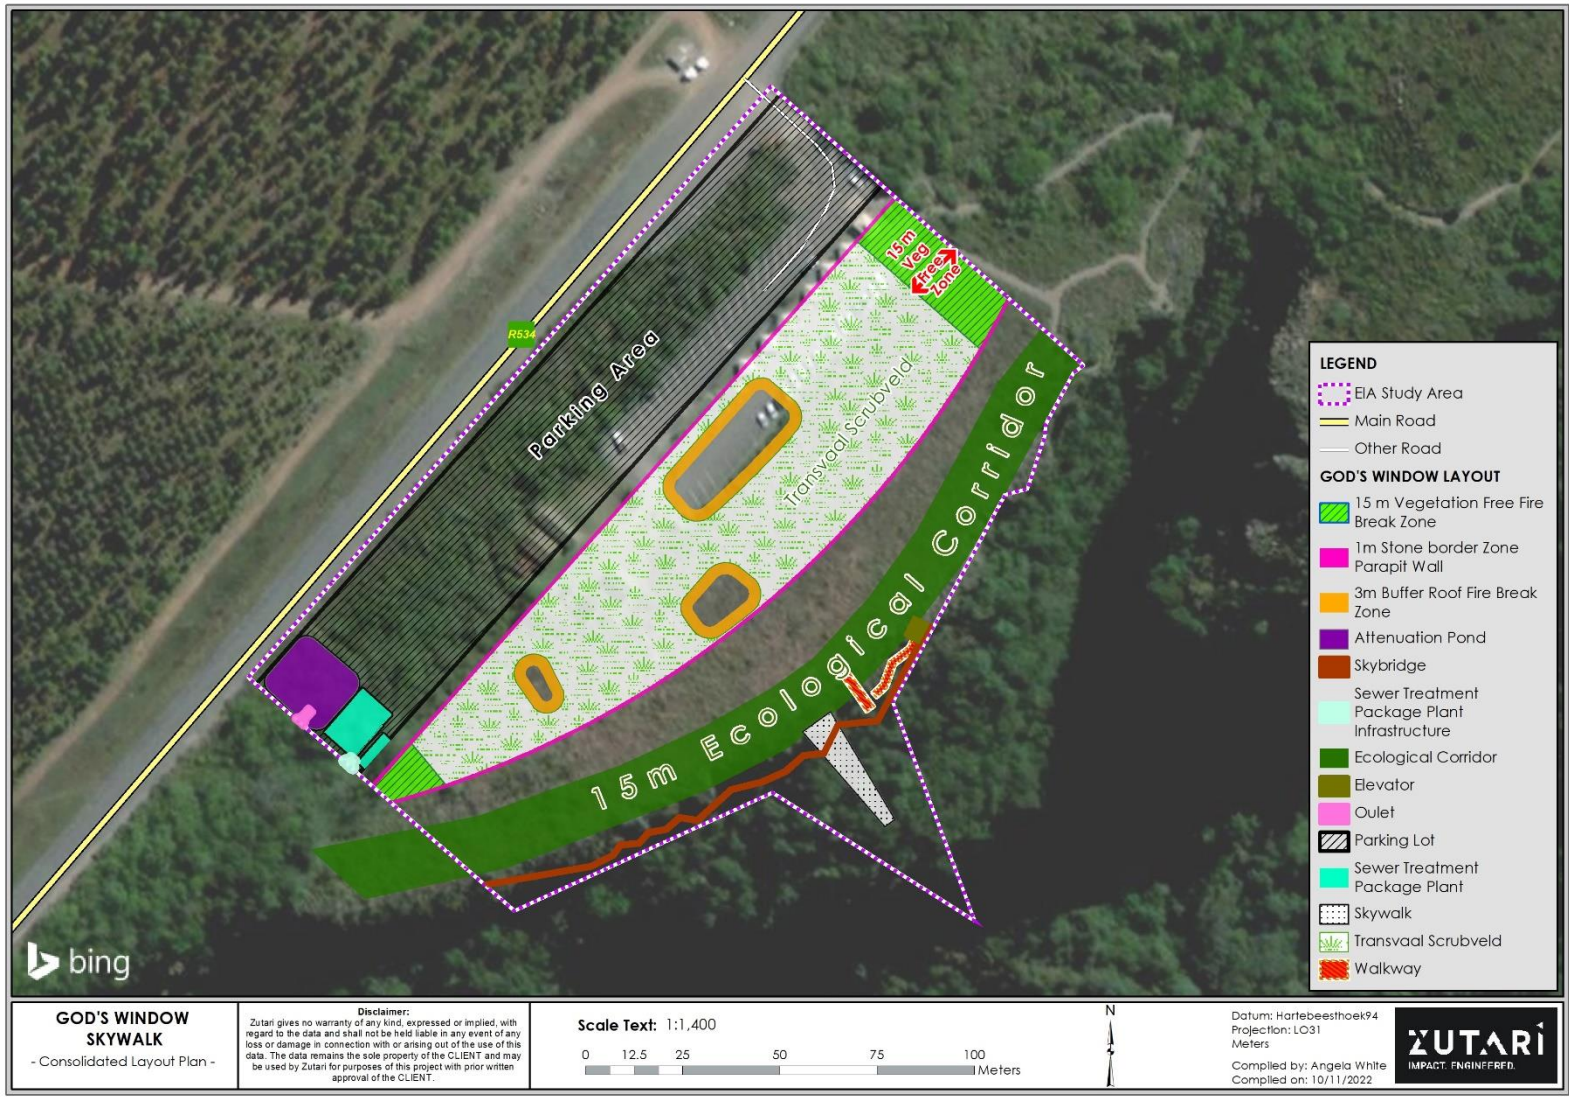 15m
Veg
Free
Zone
R534
Parking Area
Transvaal Scrubveld
15m Ecological Corridor
bing
LEGEND
EIA Study Area
Main Road
Other Road
GOD'S WINDOW LAYOUT
15 m Vegetation Free Fire
Break Zone
1m Stone border Zone
Parapit Wall
3m Buffer Roof Fire Break
Zone
Attenuation Pond
Skybridge
Sewer Treatment
Package Plant
Infrastructure
Ecological Corridor
Elevator
Oulet
Parking Lot
Sewer Treatment
Package Plant
Skywalk
Transvaal Scrubveld
Walkway
GOD'S WINDOW
SKYWALK
- Consolidated Layout Plan -
Disclaimer:
Zutari gives no warranty of any kind, expressed or implied, with
regard to the data and shall not be held liable in any event of any
loss or damage in connection with or arising out of the use of this
data. The data remains the sole property of the CLIENT and may
be used by Zutari for purposes of this project with prior written
approval of the CLIENT.
Scale Text: 1:1,400
0 12.5 25 50 75 100
Meters
N
Datum: Hartebeesthoek94
Projection: LO31
Meters
Compiled by: Angela White
Compiled on: 10/11/2022
ZUTARI
IMPACT. ENGINEERED.